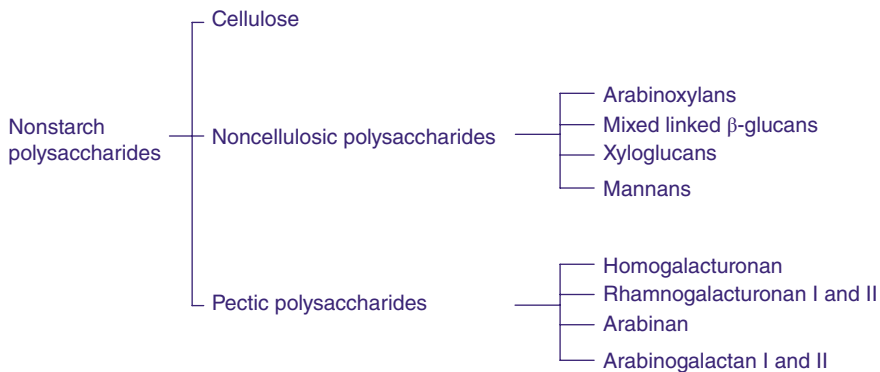 Nonstarch
polysaccharides
Cellulose
Noncellulosic polysaccharides
Arabinoxylans
Mixed linked β-glucans
Xyloglucans
Mannans
Pectic polysaccharides
Homogalacturonan
Rhamnogalacturonan I and II
Arabinan
Arabinogalactan I and II